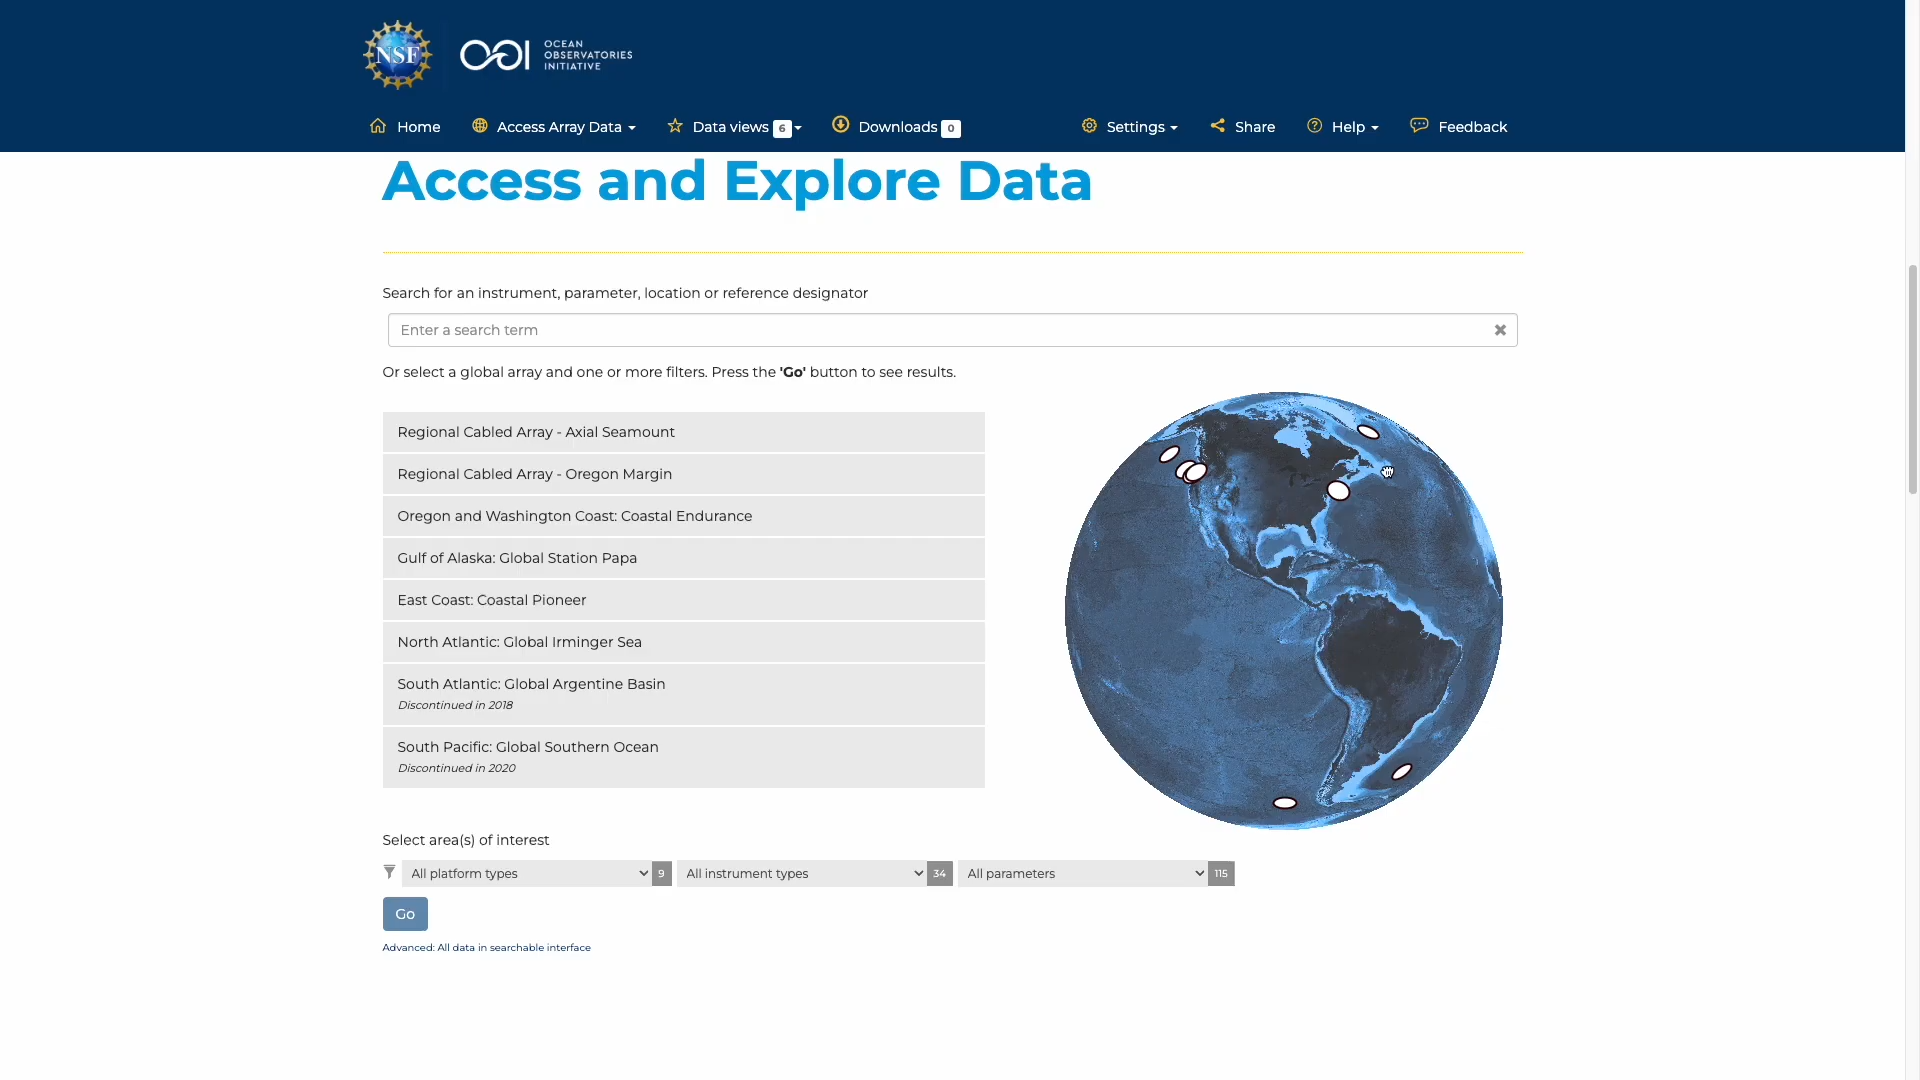 NSF
OOI
OCEAN
OBSERVATORIES
INITIATIVE
Home
Access Array Data
Data views 6
Downloads 0
Settings
Share
Help
Feedback
Access and Explore Data
Search for an instrument, parameter, location or reference designator
Enter a search term
Or select a global array and one or more filters. Press the 'Go' button to see results.
Regional Cabled Array - Axial Seamount
Regional Cabled Array - Oregon Margin
Oregon and Washington Coast: Coastal Endurance
Gulf of Alaska: Global Station Papa
East Coast: Coastal Pioneer
North Atlantic: Global Irminger Sea
South Atlantic: Global Argentine Basin
Discontinued in 2018
South Pacific: Global Southern Ocean
Discontinued in 2020
Select area(s) of interest
All platform types 9
All instrument types 34
All parameters 115
Go
Advanced: All data in searchable interface